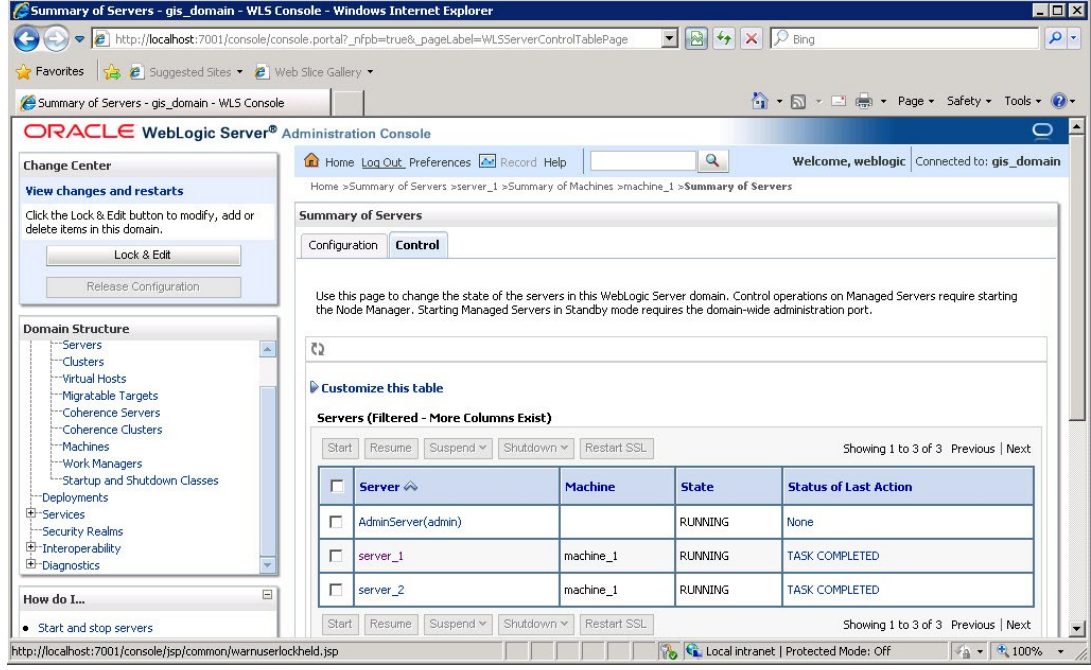 Summary of Servers - gis_domain - WLS Console - Windows Internet Explorer
http://localhost:7001/console/console.portal?_nfpb=true&_pageLabel=WLSServerControlTablePage
Bing
Favorites Suggested Sites Web Slice Gallery
Summary of Servers - gis_domain - WLS Console
Page Safety Tools
ORACLE WebLogic Server® Administration Console
Change Center
View changes and restarts
Click the Lock & Edit button to modify, add or
delete items in this domain.
Lock & Edit
Release Configuration
Domain Structure
Servers
Clusters
Virtual Hosts
Migratable Targets
Coherence Servers
Coherence Clusters
Machines
Work Managers
Startup and Shutdown Classes
Deployments
Services
Security Realms
Interoperability
Diagnostics
How do I...
Start and stop servers
Home Log Out Preferences Record Help
Welcome, weblogic Connected to: gis_domain
Home >Summary of Servers >server_1 >Summary of Machines >machine_1 >Summary of Servers
Summary of Servers
Configuration Control
Use this page to change the state of the servers in this WebLogic Server domain. Control operations on Managed Servers require starting
the Node Manager. Starting Managed Servers in Standby mode requires the domain-wide administration port.
Customize this table
Servers (Filtered - More Columns Exist)
Start Resume Suspend Shutdown Restart SSL Showing 1 to 3 of 3 Previous | Next
Server Machine State Status of Last Action
AdminServer(admin) RUNNING None
server_1 machine_1 RUNNING TASK COMPLETED
server_2 machine_1 RUNNING TASK COMPLETED
Start Resume Suspend Shutdown Restart SSL Showing 1 to 3 of 3 Previous | Next
http://localhost:7001/console/jsp/common/warnuserlockheld.jsp
Local intranet | Protected Mode: Off
100%